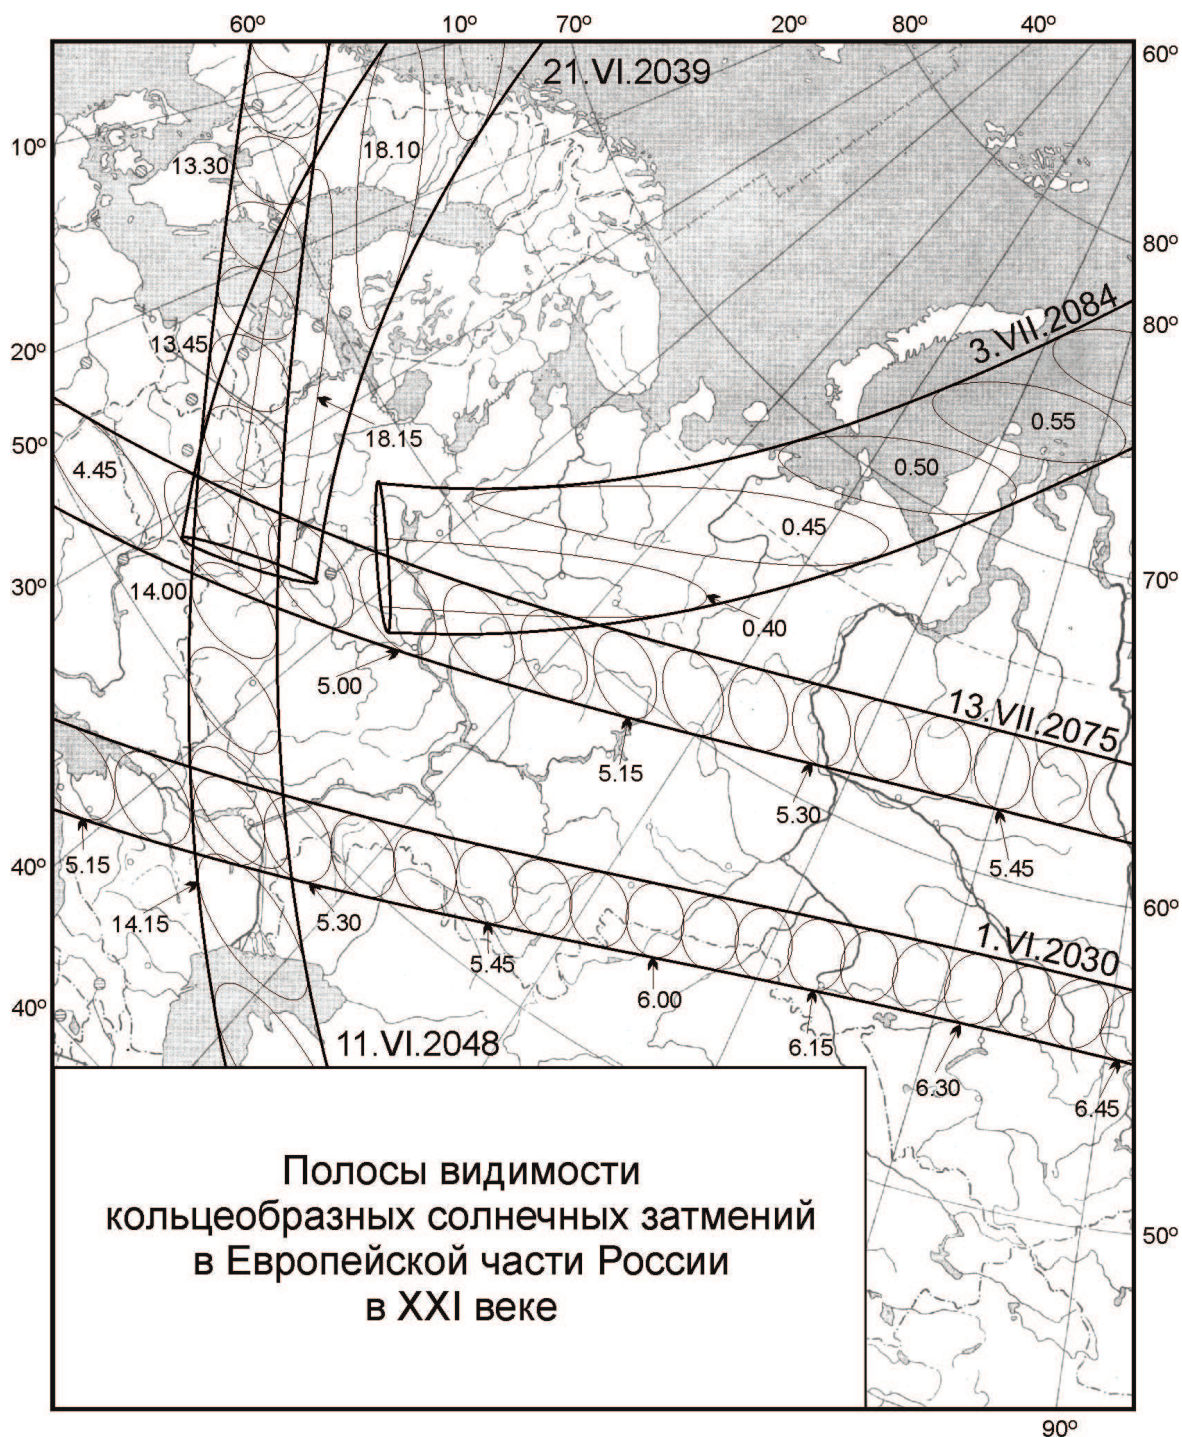 60º 10º 70º 20º 80º 40º
60º
21.VI.2039
10º
13.30
18.10
80º
3.VII.2084
80º
20º
13.45
18.15
0.55
50º
4.45
0.50
0.45
30º
14.00
70º
0.40
5.00
13.VII.2075
5.15
5.30
5.45
40º
5.15
14.15
5.30
60º
5.45
1.VI.2030
6.00
40º
11.VI.2048
6.15
6.30
6.45
Полосы видимости
кольцеобразных солнечных затмений
в Европейской части России
в XXI веке
50º
90º